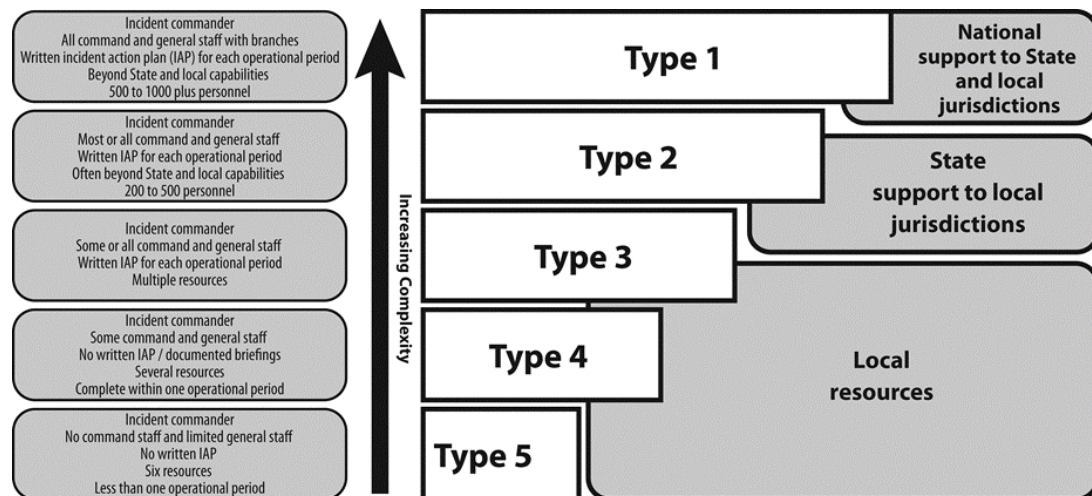 Incident commander
All command and general staff with branches
Written incident action plan (IAP) for each operational period
Beyond State and local capabilities
500 to 1000 plus personnel
Incident commander
Most or all command and general staff
Written IAP for each operational period
Often beyond State and local capabilities
200 to 500 personnel
Incident commander
Some or all command and general staff
Written IAP for each operational period
Multiple resources
Incident commander
Some command and general staff
No written IAP / documented briefings
Several resources
Complete within one operational period
Incident commander
No command staff and limited general staff
No written IAP
Six resources
Less than one operational period
Increasing Complexity
Type 1
Type 2
Type 3
Type 4
Type 5
National
support to State
and local
jurisdictions
State
support to local
jurisdictions
Local
resources